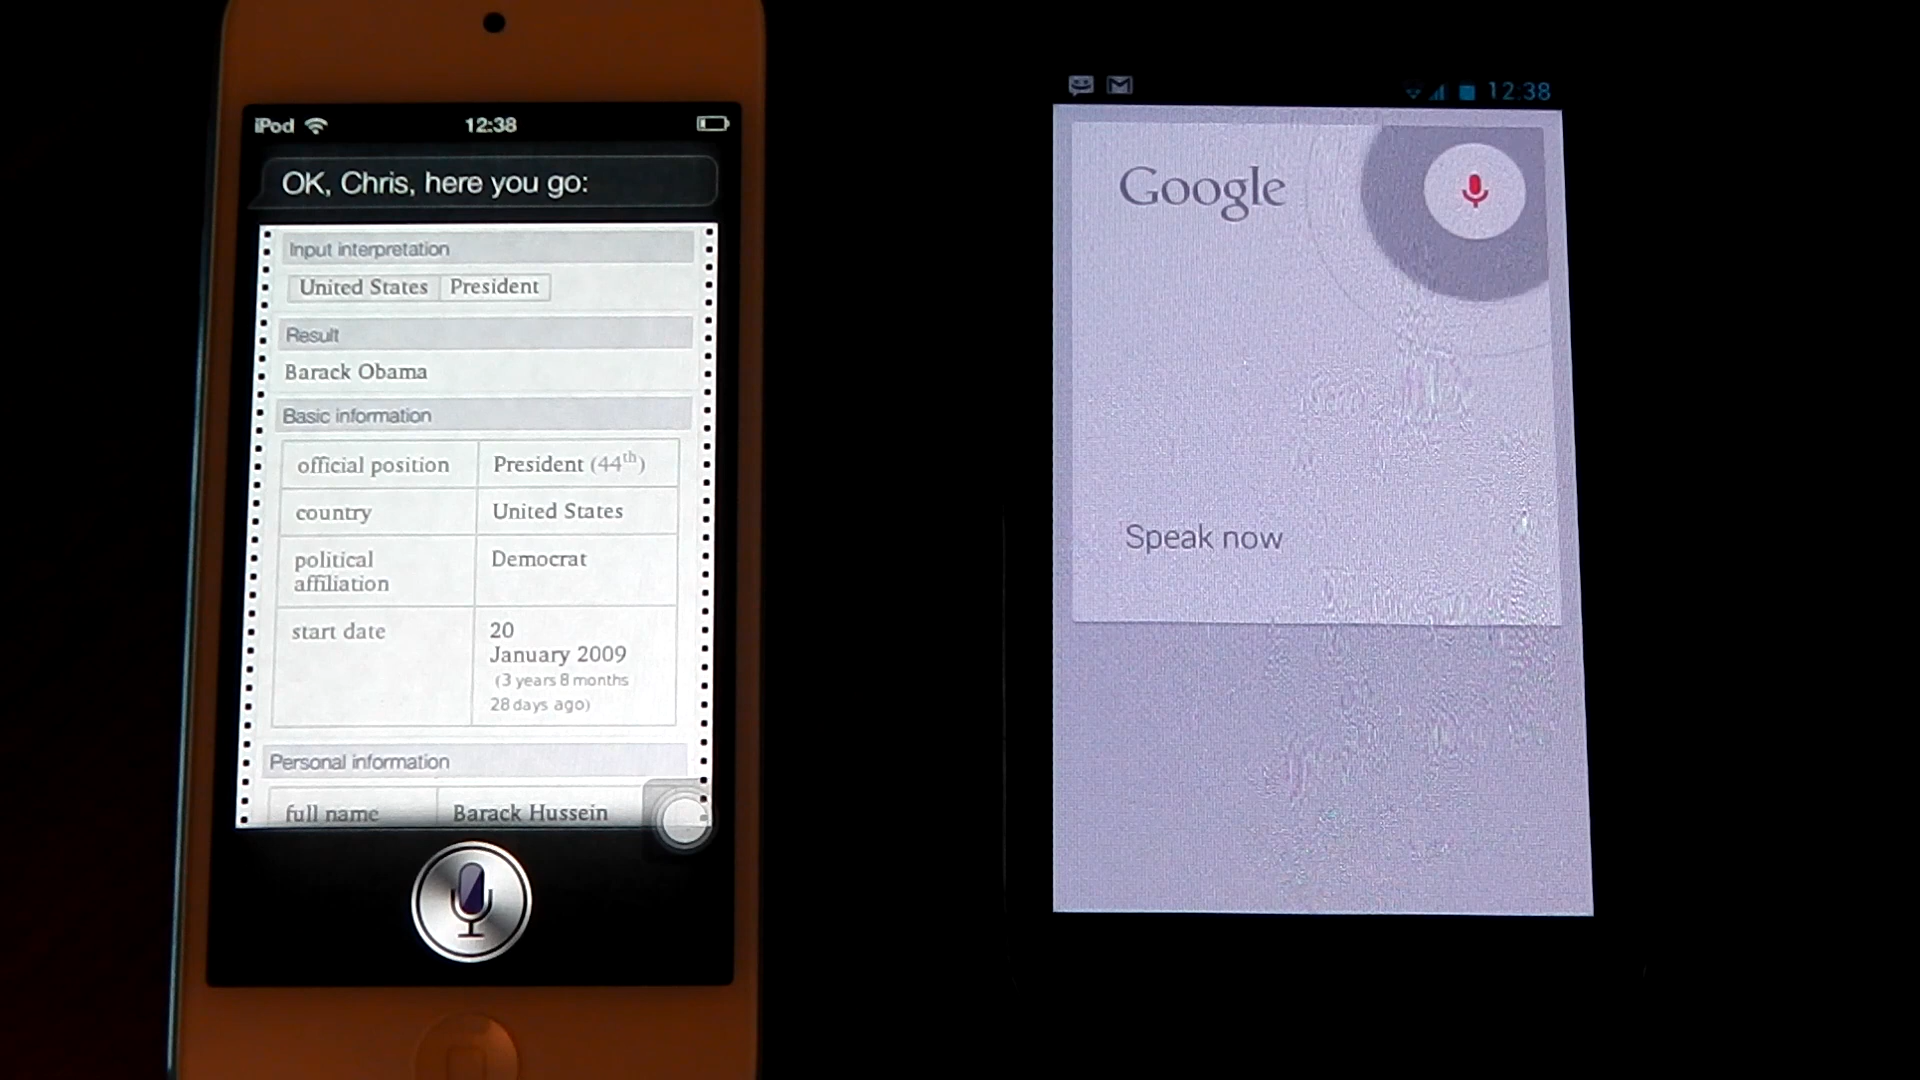 iPod
12:38
OK, Chris, here you go:
Input interpretation
United States President
Result
Barack Obama
Basic information
official position President (44th)
country United States
political Democrat
affiliation
start date 20
January 2009
(3 years 8 months
28 days ago)
Personal information
full name Barack Hussein
12:38
Google
Speak now